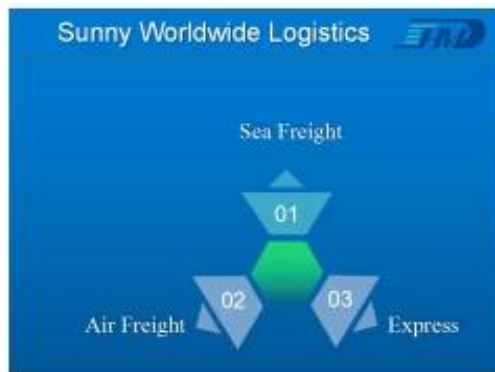 Sunny Worldwide Logistics
Sea Freight
01
02
03
Air Freight
Express